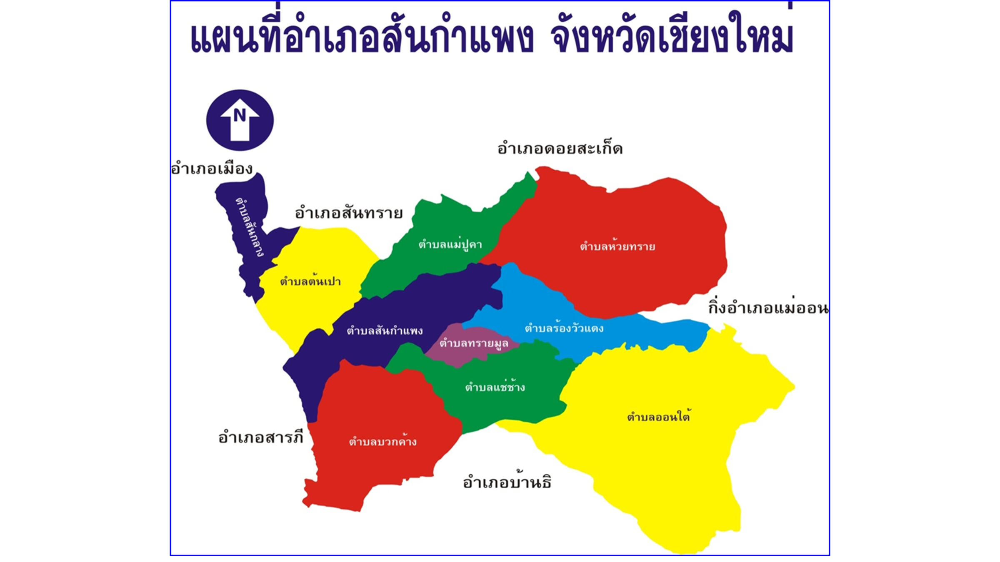 แผนที่อำเภอสันกำแพง จังหวัดเชียงใหม่
N
อำเภอดอยสะเก็ด
อำเภอเมือง
อำเภอสันทราย
ตำบลสันกลาง
ตำบลแม่ปูคา
ตำบลห้วยทราย
ตำบลต้นเปา
กิ่งอำเภอแม่ออน
ตำบลสันกำแพง
ตำบลร้องวัวแดง
ตำบลทรายมูล
ตำบลแช่ช้าง
ตำบลออนใต้
อำเภอสารภี
ตำบลบวกค้าง
อำเภอบ้านธิ